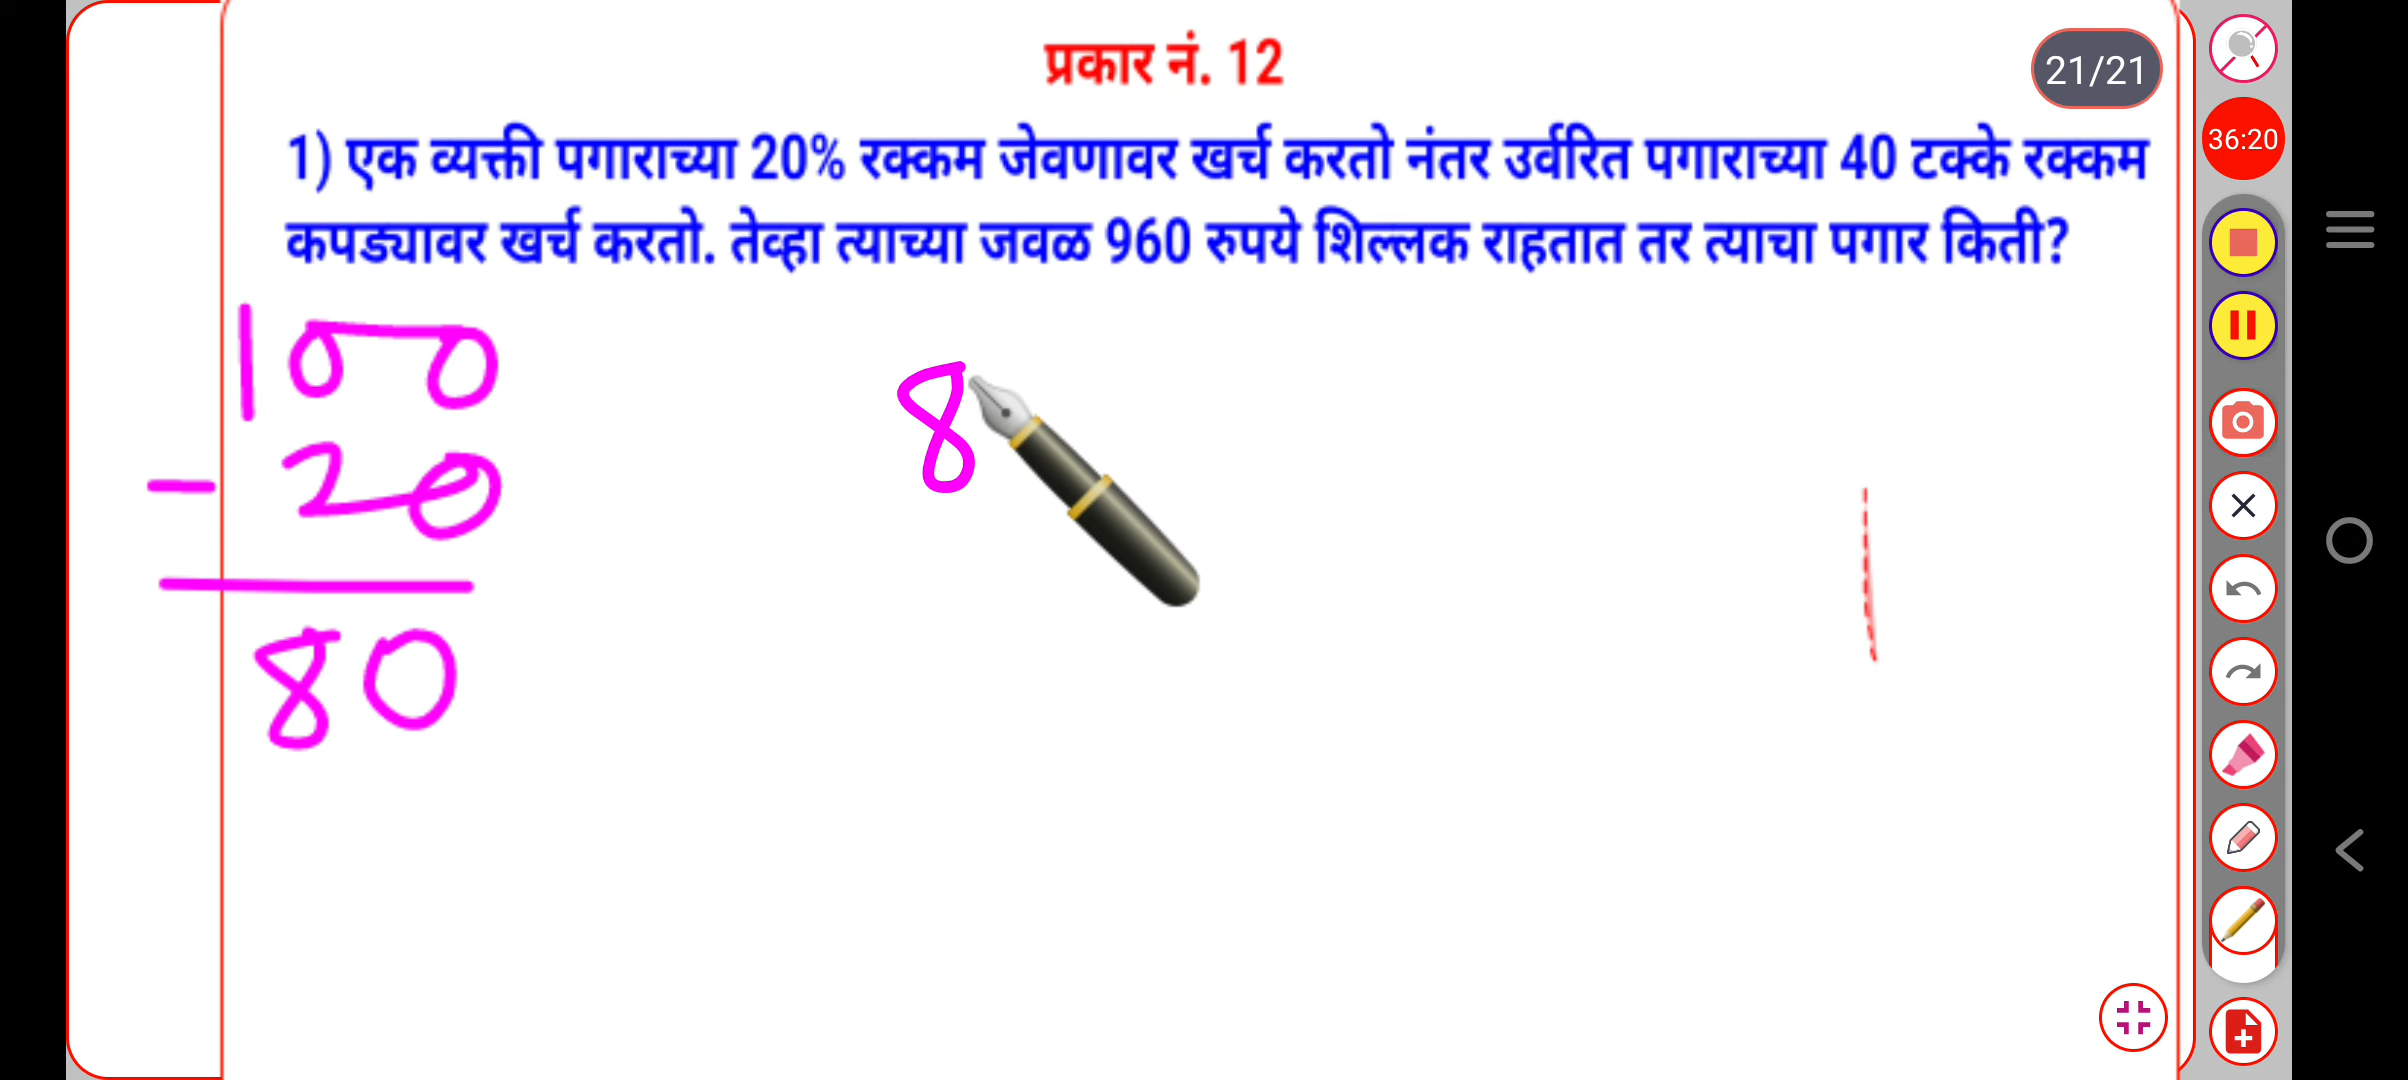 प्रकार नं. 12
21/21
36:20
1) एक व्यक्ती पगाराच्या 20% रक्कम जेवणावर खर्च करतो नंतर उर्वरित पगाराच्या 40 टक्के रक्कम
कपड्यावर खर्च करतो. तेव्हा त्याच्या जवळ 960 रुपये शिल्लक राहतात तर त्याचा पगार किती?
100
- 20
80
8